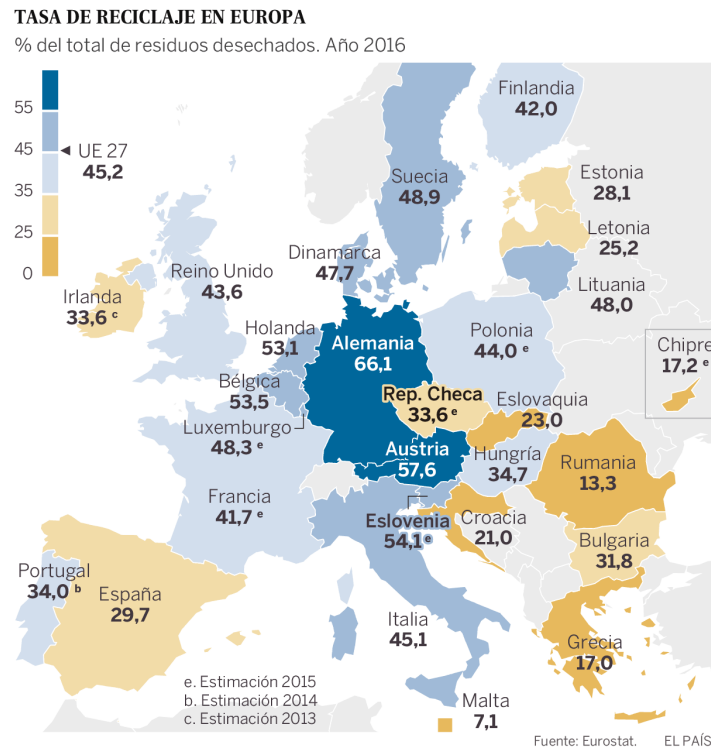 TASA DE RECICLAJE EN EUROPA
% del total de residuos desechados. Año 2016
55
45
35
25
0
UE 27
45,2
Finlandia
42,0
Suecia
48,9
Estonia
28,1
Letonia
25,2
Lituania
48,0
Dinamarca
47,7
Reino Unido
43,6
Irlanda
33,6 c
Holanda
53,1
Alemania
66,1
Polonia
44,0 e
Chipre
17,2 e
Bélgica
53,5
Rep. Checa
33,6 e
Eslovaquia
23,0
Luxemburgo
48,3 e
Austria
57,6
Hungría
34,7
Rumania
13,3
Francia
41,7 e
Eslovenia
54,1 e
Croacia
21,0
Bulgaria
31,8
Portugal
34,0 b
España
29,7
Italia
45,1
Grecia
17,0
Malta
7,1
e. Estimación 2015
b. Estimación 2014
c. Estimación 2013
Fuente: Eurostat. EL PAÍS